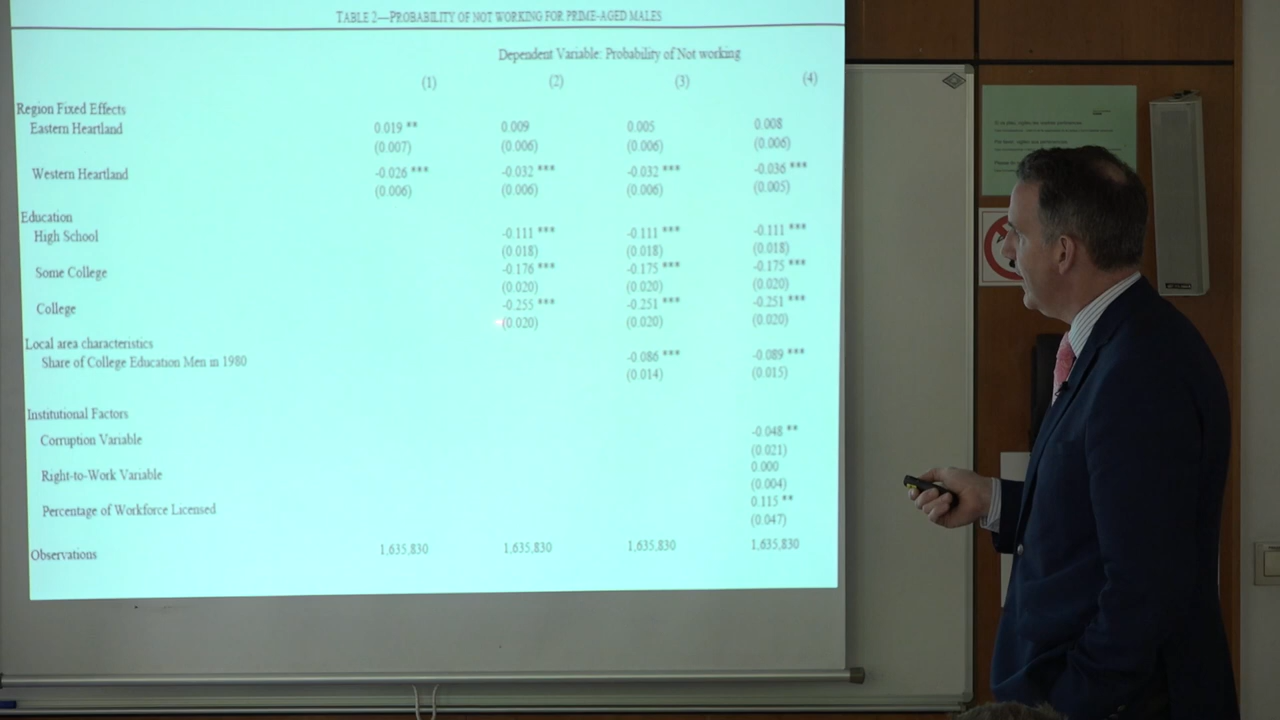 TABLE 2—PROBABILITY OF NOT WORKING FOR PRIME-AGED MALES
Dependent Variable: Probability of Not working
(1) (2) (3) (4)
Region Fixed Effects
Eastern Heartland 0.019 ** 0.009 0.005 0.008
(0.007) (0.006) (0.006) (0.006)
Western Heartland -0.026 *** -0.032 *** -0.032 *** -0.036 ***
(0.006) (0.006) (0.006) (0.005)
Education
High School -0.111 *** -0.111 *** -0.111 ***
(0.018) (0.018) (0.018)
Some College -0.176 *** -0.175 *** -0.175 ***
(0.020) (0.020) (0.020)
College -0.255 *** -0.251 *** -0.251 ***
(0.020) (0.020) (0.020)
Local area characteristics
Share of College Education Men in 1980 -0.086 *** -0.089 ***
(0.014) (0.015)
Institutional Factors
Corruption Variable -0.048 **
(0.021)
Right-to-Work Variable 0.000
(0.004)
Percentage of Workforce Licensed 0.115 **
(0.047)
Observations 1,635,830 1,635,830 1,635,830 1,635,830